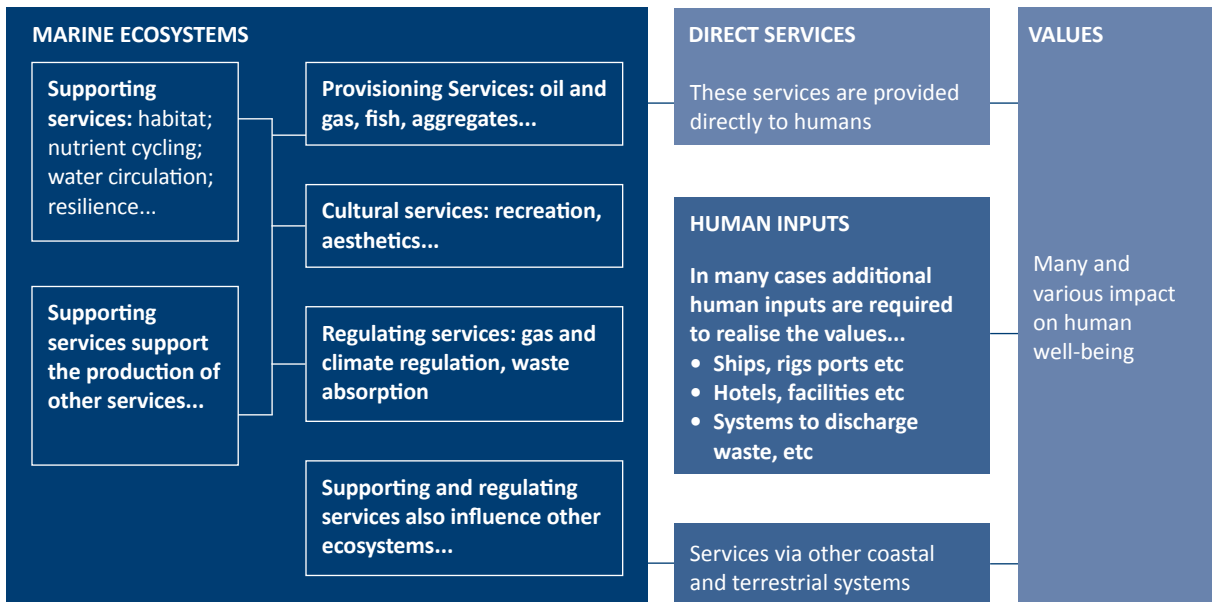 MARINE ECOSYSTEMS
Supporting
services: habitat;
nutrient cycling;
water circulation;
resilience...
Supporting
services support
the production of
other services...
Provisioning Services: oil and
gas, fish, aggregates...
Cultural services: recreation,
aesthetics...
Regulating services: gas and
climate regulation, waste
absorption
Supporting and regulating
services also influence other
ecosystems...
DIRECT SERVICES
These services are provided
directly to humans
HUMAN INPUTS
In many cases additional
human inputs are required
to realise the values...
• Ships, rigs ports etc
• Hotels, facilities etc
• Systems to discharge
waste, etc
Services via other coastal
and terrestrial systems
VALUES
Many and
various impact
on human
well-being